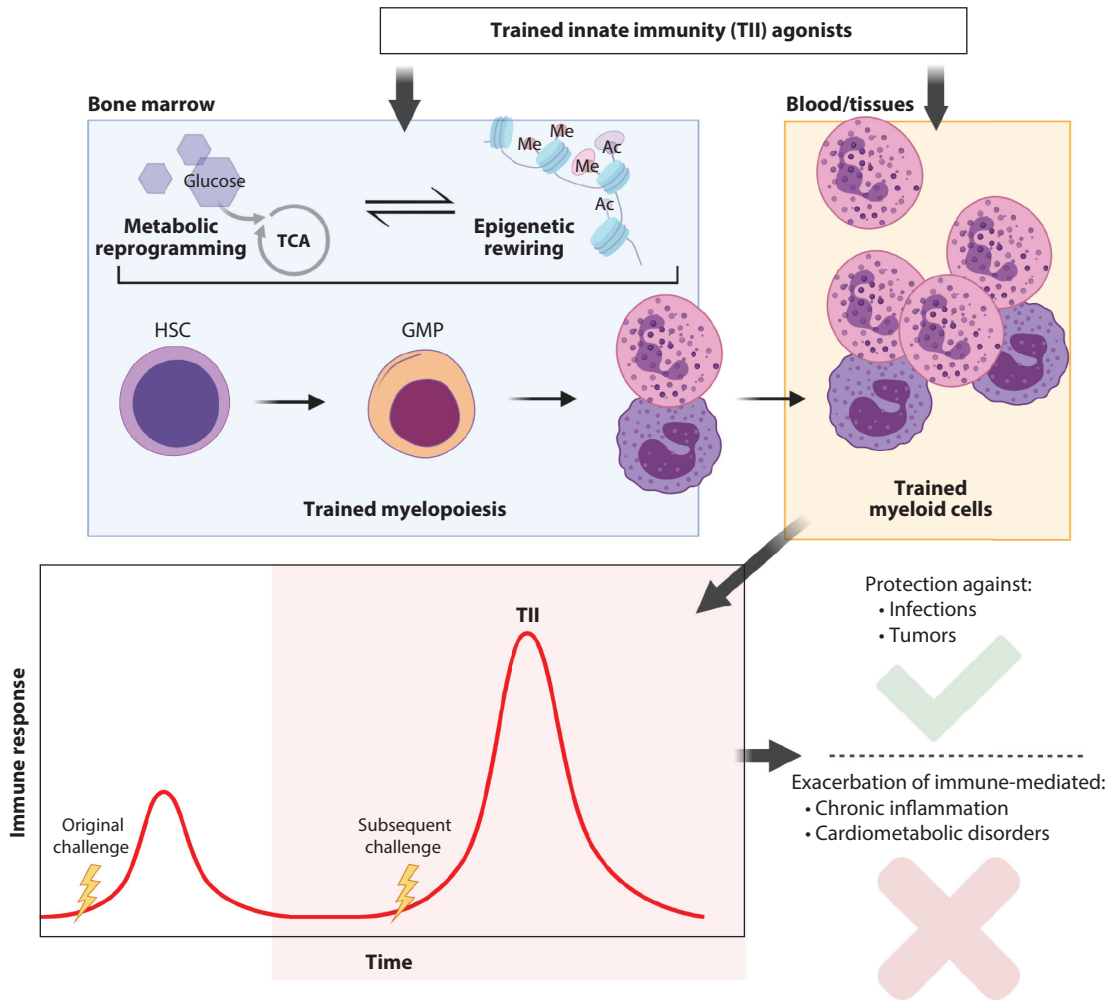 Trained innate immunity (TII) agonists
Bone marrow
Blood/tissues
Glucose
Me
Me
Me
Ac
Ac
Metabolic
reprogramming
TCA
Epigenetic
rewiring
HSC
GMP
Trained myelopoiesis
Trained
myeloid cells
Immune response
Original
challenge
Subsequent
challenge
TII
Time
Protection against:
• Infections
• Tumors
Exacerbation of immune-mediated:
• Chronic inflammation
• Cardiometabolic disorders